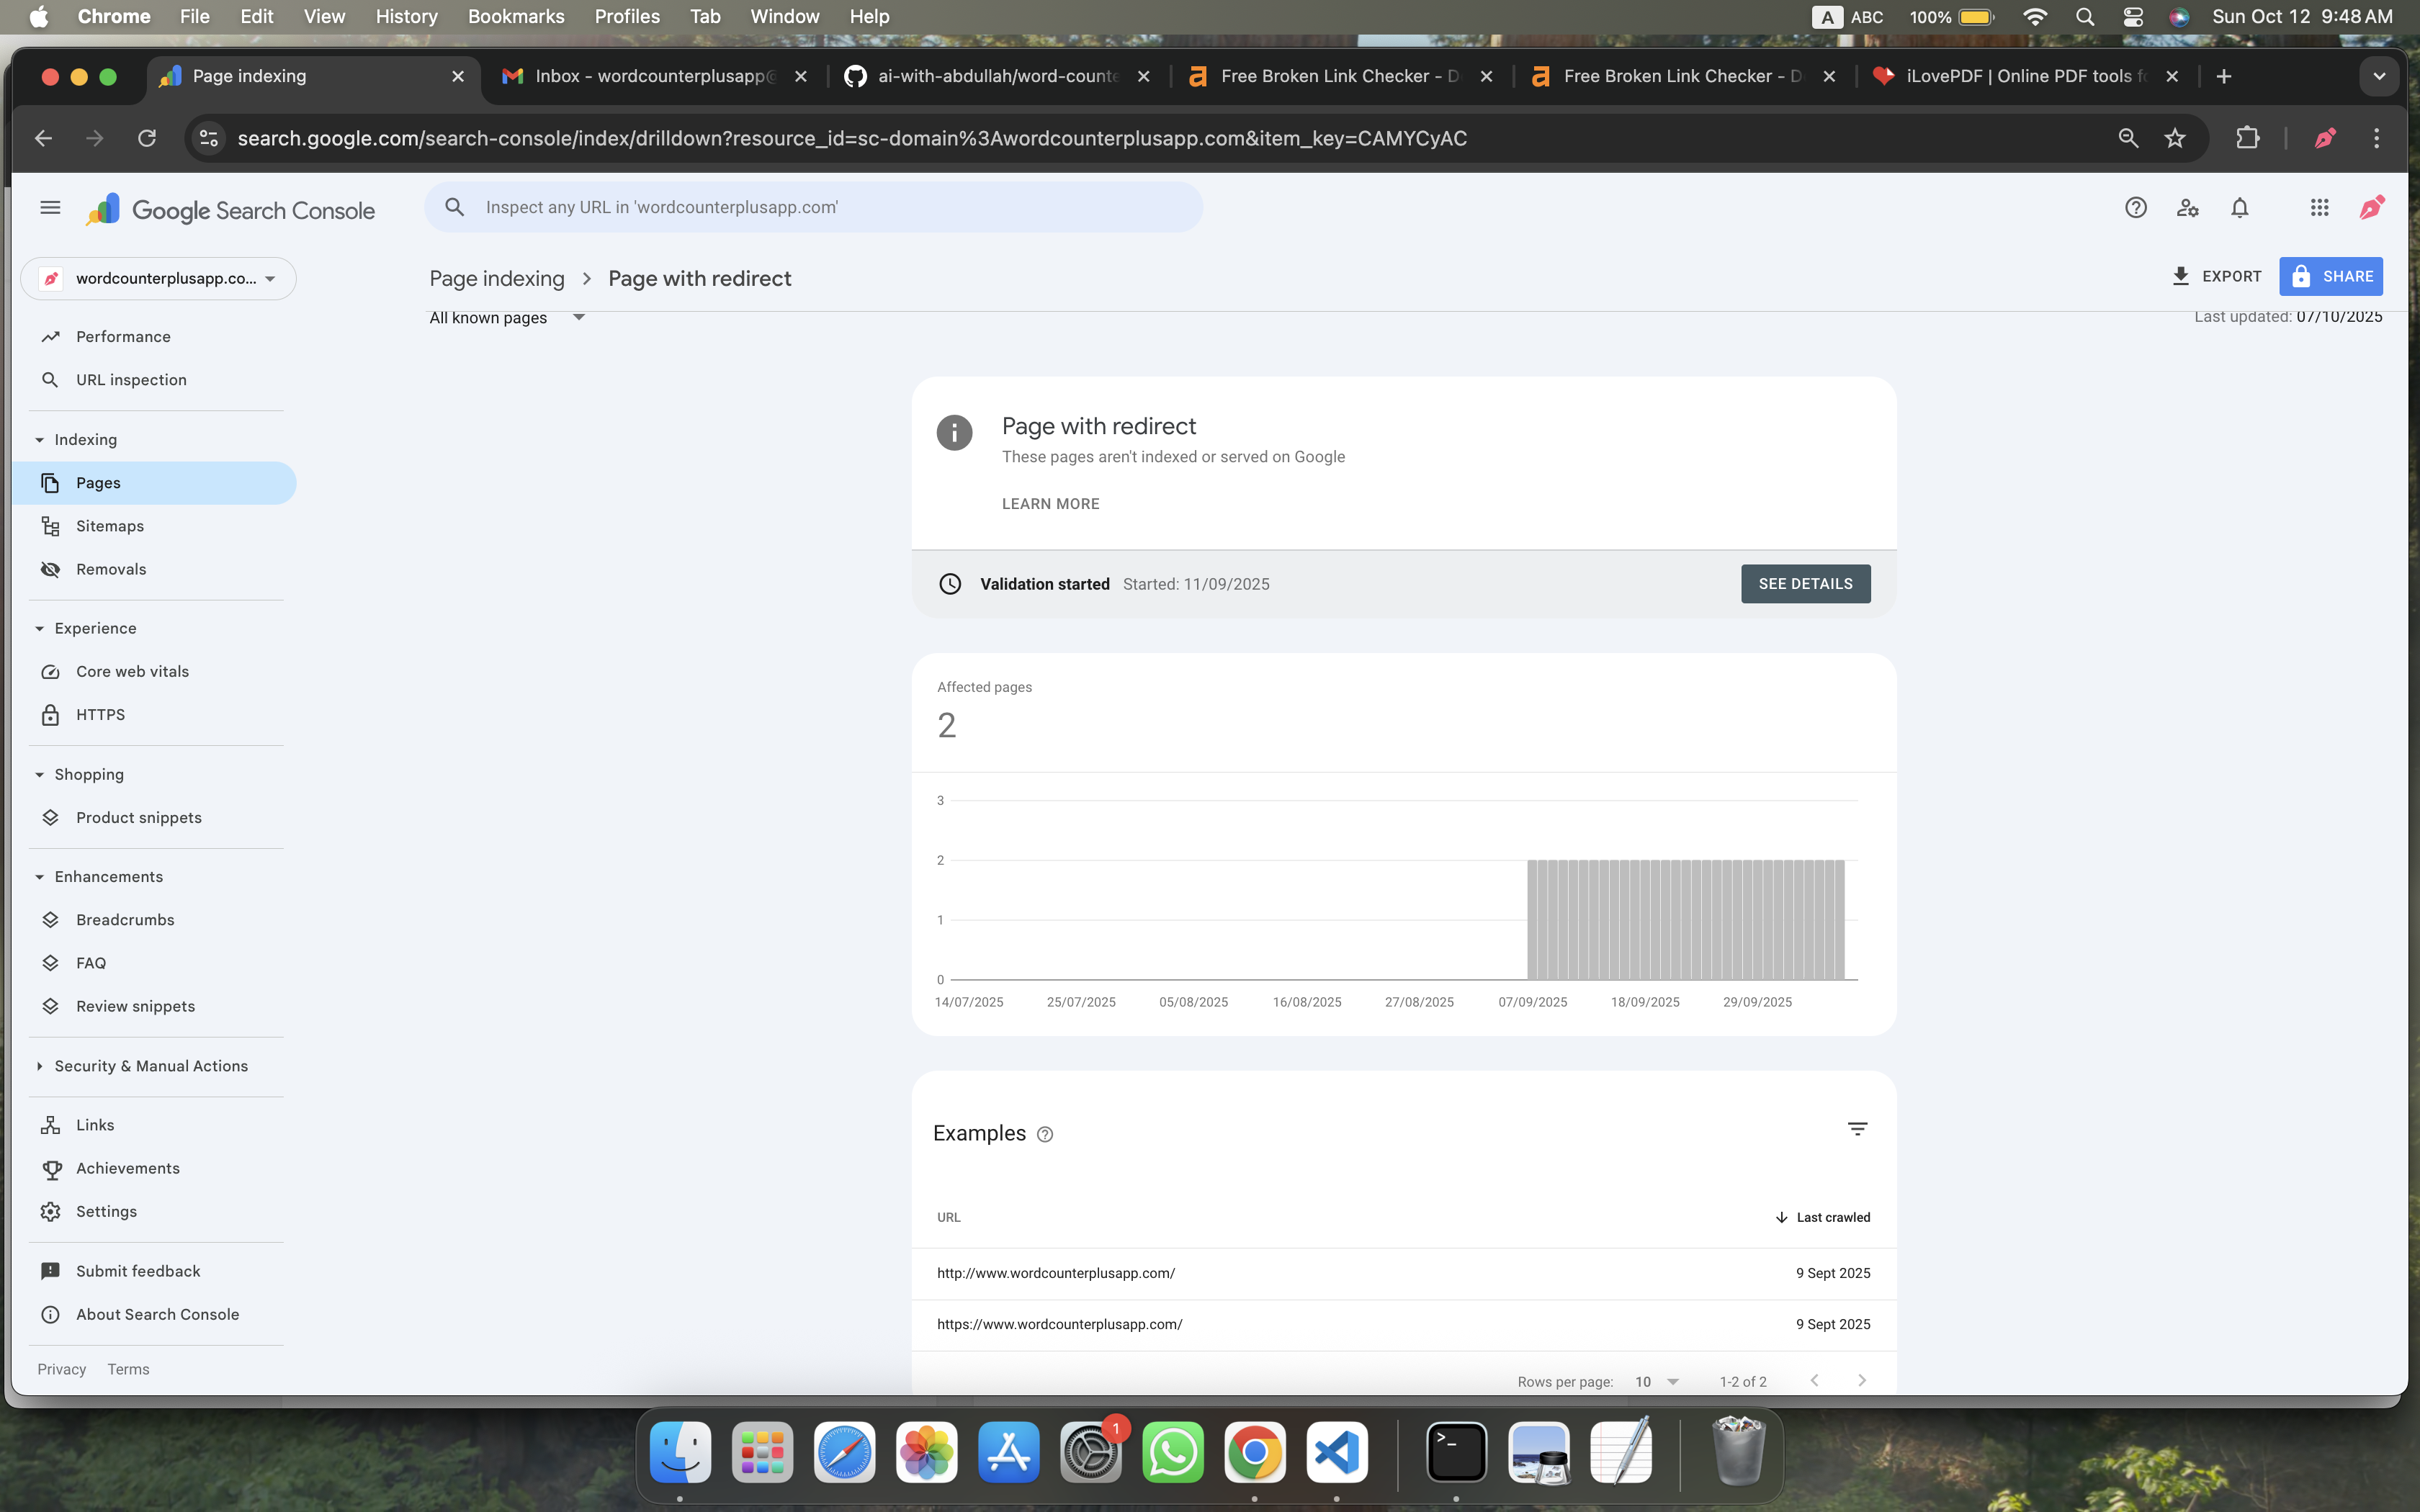 Chrome File Edit View History Bookmarks Profiles Tab Window Help
A ABC 100% Sun Oct 12 9:48 AM
Page indexing
Inbox - wordcounterplusapp@
ai-with-abdullah/word-counte
Free Broken Link Checker - D
Free Broken Link Checker - D
iLovePDF | Online PDF tools fo
search.google.com/search-console/index/drilldown?resource_id=sc-domain%3Awordcounterplusapp.com&item_key=CAMYCyAC
Google Search Console
Inspect any URL in 'wordcounterplusapp.com'
wordcounterplusapp.co...
Page indexing > Page with redirect
EXPORT
SHARE
All known pages
Last updated: 07/10/2025
Performance
URL inspection
Indexing
Pages
Sitemaps
Removals
Experience
Core web vitals
HTTPS
Shopping
Product snippets
Enhancements
Breadcrumbs
FAQ
Review snippets
Security & Manual Actions
Links
Achievements
Settings
Submit feedback
About Search Console
Privacy Terms
Page with redirect
These pages aren't indexed or served on Google
LEARN MORE
Validation started Started: 11/09/2025
SEE DETAILS
Affected pages
2
3
2
1
0
14/07/2025 25/07/2025 05/08/2025 16/08/2025 27/08/2025 07/09/2025 18/09/2025 29/09/2025
Examples
URL Last crawled
http://www.wordcounterplusapp.com/ 9 Sept 2025
https://www.wordcounterplusapp.com/ 9 Sept 2025
Rows per page: 10 1-2 of 2
1
>_